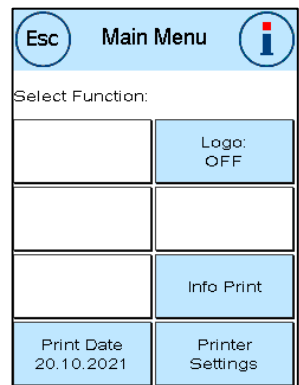 Esc Main Menu i
Select Function:
Logo:
OFF
Info Print
Print Date
20.10.2021
Printer
Settings